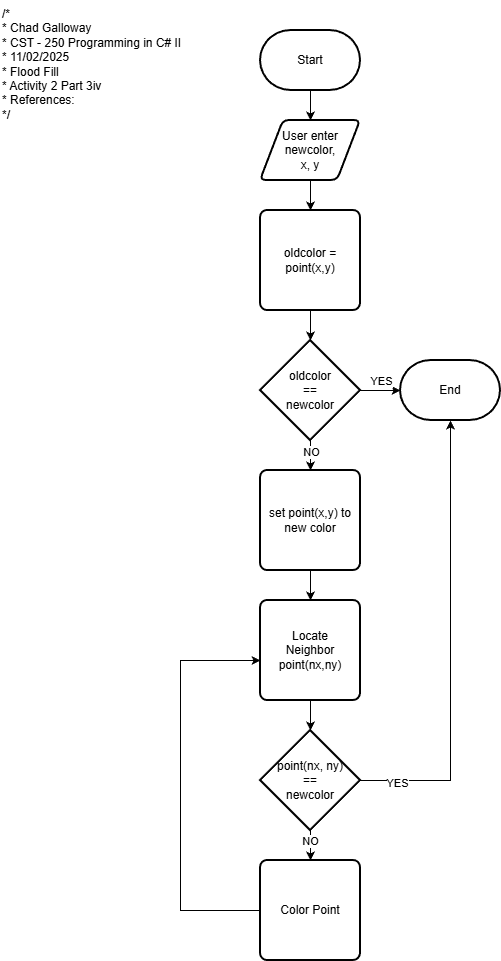 /*
* Chad Galloway
* CST - 250 Programming in C# II
* 11/02/2025
* Flood Fill
* Activity 2 Part 3iv
* References:
*/
Start
User enter
newcolor,
x, y
oldcolor =
point(x,y)
oldcolor
==
newcolor
YES
End
NO
set point(x,y) to
new color
Locate
Neighbor
point(nx,ny)
point(nx, ny)
==
newcolor
YES
NO
Color Point